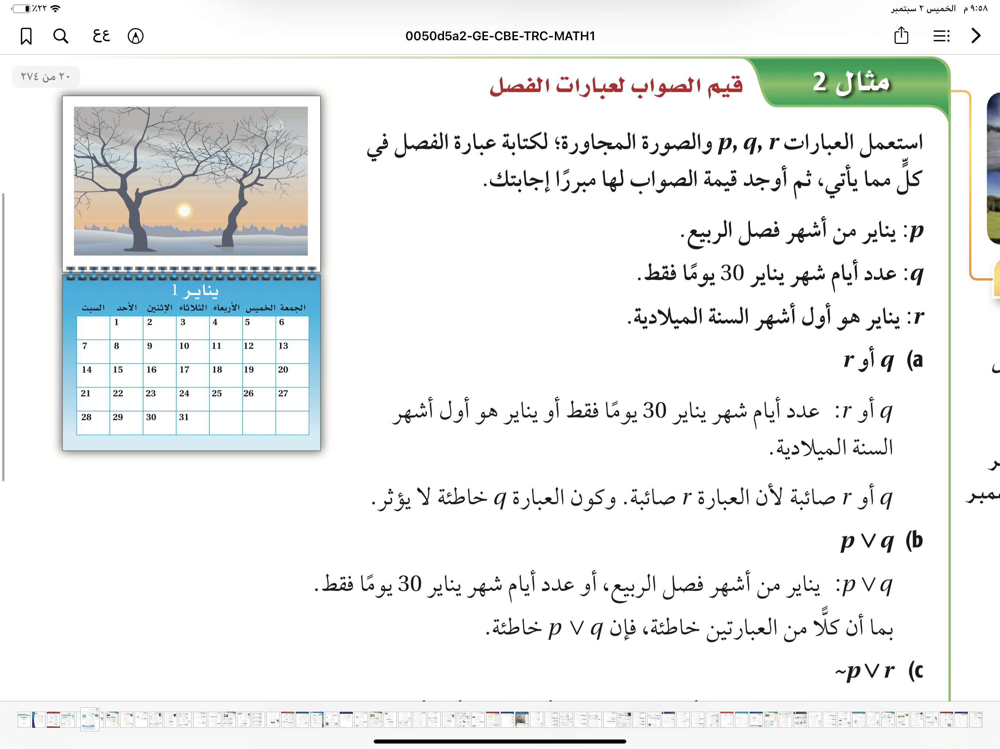 ٩:٥٨ م الخميس ٢ سبتمبر
٪٢٢
0050d5a2-GE-CBE-TRC-MATH1
عع
٢٠ من ٢٧٤
مثال 2
قيم الصواب لعبارات الفصل
استعمل العبارات p, q, r والصورة المجاورة؛ لكتابة عبارة الفصل في
كلٍّ مما يأتي، ثم أوجد قيمة الصواب لها مبررًا إجابتك.
p: يناير من أشهر فصل الربيع.
q: عدد أيام شهر يناير 30 يومًا فقط.
r: يناير هو أول أشهر السنة الميلادية.
(a q أو r
q أو r: عدد أيام شهر يناير 30 يومًا فقط أو يناير هو أول أشهر
السنة الميلادية.
q أو r صائبة لأن العبارة r صائبة. وكون العبارة q خاطئة لا يؤثر.
(b p ∨ q
p ∨ q: يناير من أشهر فصل الربيع، أو عدد أيام شهر يناير 30 يومًا فقط.
بما أن كلًّا من العبارتين خاطئة، فإن p ∨ q خاطئة.
(c ~p ∨ r
يناير 1
السبت الأحد الإثنين الثلاثاء الأربعاء الخميس الجمعة
1 2 3 4 5 6
7 8 9 10 11 12 13
14 15 16 17 18 19 20
21 22 23 24 25 26 27
28 29 30 31